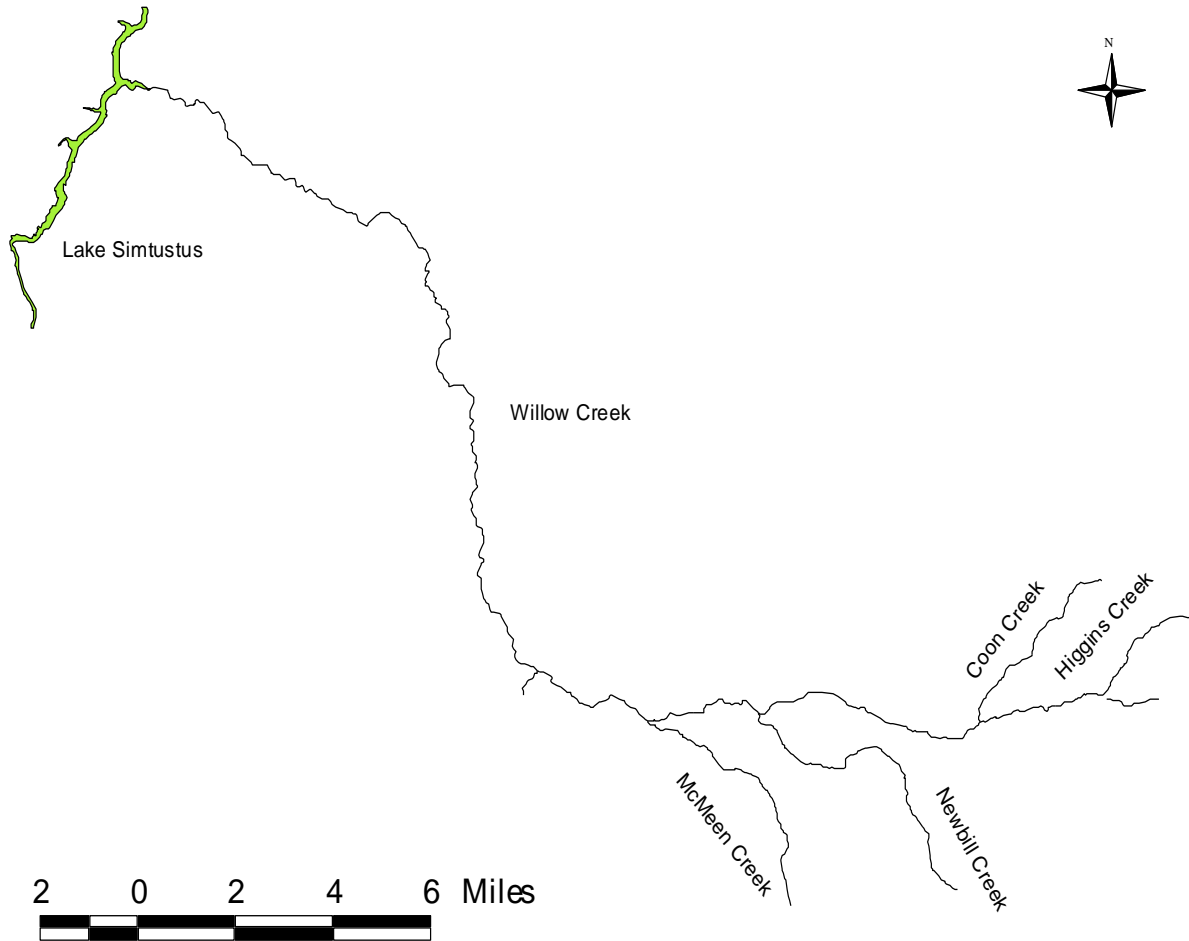 N
Lake Simtustus
Willow Creek
Coon Creek
Higgins Creek
McMeen Creek
Newbill Creek
2 0 2 4 6 Miles